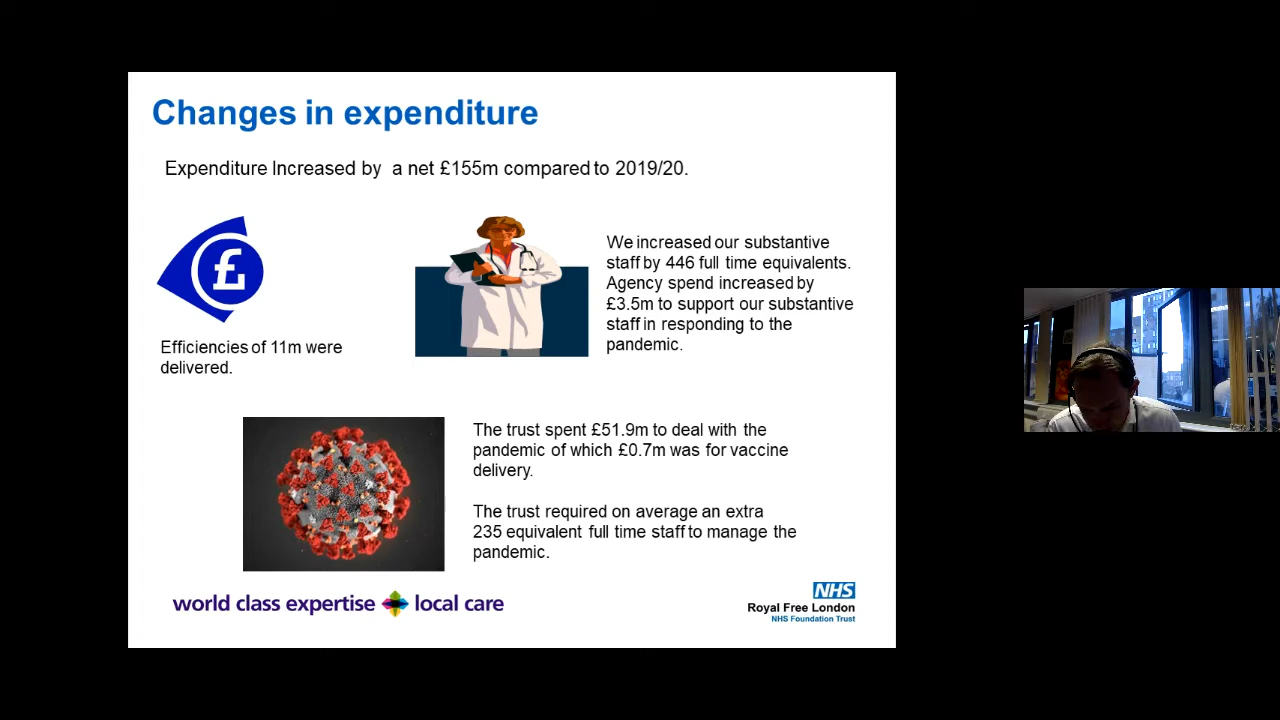 Changes in expenditure
Expenditure Increased by a net £155m compared to 2019/20.
£
Efficiencies of 11m were
delivered.
We increased our substantive
staff by 446 full time equivalents.
Agency spend increased by
£3.5m to support our substantive
staff in responding to the
pandemic.
The trust spent £51.9m to deal with the
pandemic of which £0.7m was for vaccine
delivery.
The trust required on average an extra
235 equivalent full time staff to manage the
pandemic.
world class expertise local care
NHS
Royal Free London
NHS Foundation Trust